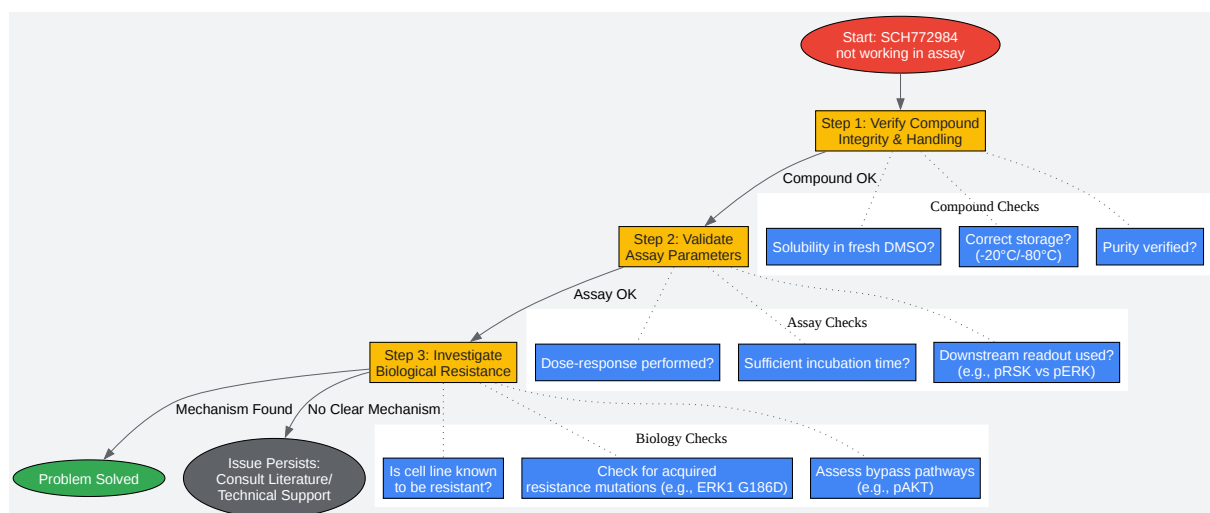 Start: SCH772984
not working in assay
Step 1: Verify Compound
Integrity & Handling
Compound OK
Compound Checks
Solubility in fresh DMSO?
Correct storage?
(-20°C/-80°C)
Purity verified?
Step 2: Validate
Assay Parameters
Assay OK
Assay Checks
Dose-response performed?
Sufficient incubation time?
Downstream readout used?
(e.g., pRSK vs pERK)
Step 3: Investigate
Biological Resistance
Mechanism Found
No Clear Mechanism
Biology Checks
Problem Solved
Issue Persists:
Consult Literature/
Technical Support
Is cell line known
to be resistant?
Check for acquired
resistance mutations (e.g., ERK1 G186D)
Assess bypass pathways
(e.g., pAKT)